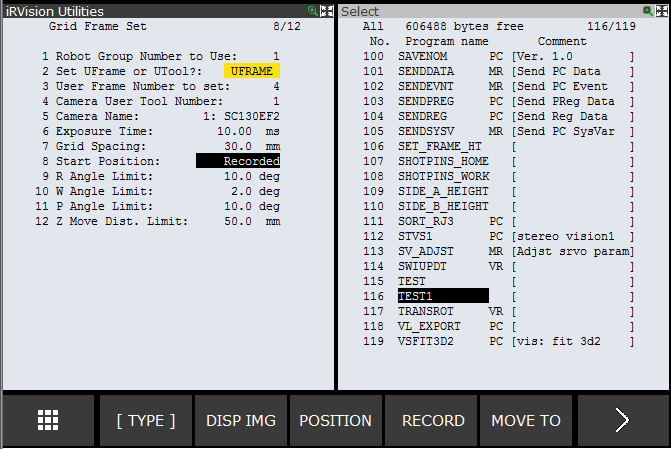 iRVision Utilities
Grid Frame Set 8/12
1 Robot Group Number to Use: 1
2 Set UFrame or UTool?: UFRAME
3 User Frame Number to set: 4
4 Camera User Tool Number: 1
5 Camera Name: 1: SC130EF2
6 Exposure Time: 10.00 ms
7 Grid Spacing: 30.0 mm
8 Start Position: Recorded
9 R Angle Limit: 10.0 deg
10 W Angle Limit: 2.0 deg
11 P Angle Limit: 10.0 deg
12 Z Move Dist. Limit: 50.0 mm
Select
All 606488 bytes free 116/119
No. Program name Comment
100 SAVENOM PC [Ver. 1.0 ]
101 SENDDATA MR [Send PC Data ]
102 SENDEVNT MR [Send PC Event ]
103 SENDPREG PC [Send PReg Data ]
104 SENDREG PC [Send Reg Data ]
105 SENDSYSV MR [Send PC SysVar ]
106 SET_FRAME_HT [ ]
107 SHOTPINS_HOME [ ]
108 SHOTPINS_WORK [ ]
109 SIDE_A_HEIGHT [ ]
110 SIDE_B_HEIGHT [ ]
111 SORT_RJ3 PC [ ]
112 STVS1 PC [stereo vision1 ]
113 SV_ADJST MR [Adjst srvo param]
114 SWIUPDT VR [ ]
115 TEST [ ]
116 TEST1 [ ]
117 TRANSROT VR [ ]
118 VL_EXPORT PC [ ]
119 VSFIT3D2 PC [vis: fit 3d2 ]
[ TYPE ] DISP IMG POSITION RECORD MOVE TO